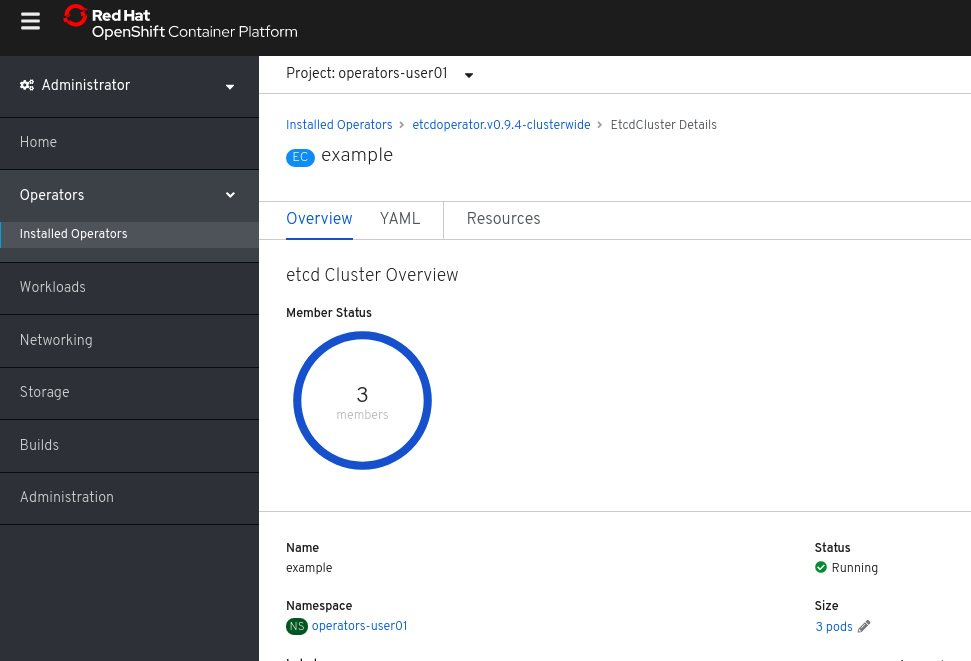 Red Hat
OpenShift Container Platform
Administrator
Project: operators-user01
Home
Operators
Installed Operators
Workloads
Networking
Storage
Builds
Administration
Installed Operators > etcdoperator.v0.9.4-clusterwide > EtcdCluster Details
EC example
Overview YAML Resources
etcd Cluster Overview
Member Status
3
members
Name
example
Status
Running
Namespace
NS operators-user01
Size
3 pods